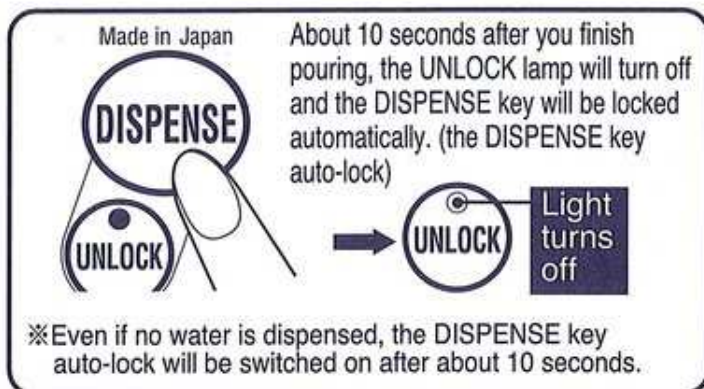 Made in Japan
DISPENSE
UNLOCK
About 10 seconds after you finish
pouring, the UNLOCK lamp will turn off
and the DISPENSE key will be locked
automatically. (the DISPENSE key
auto-lock)
UNLOCK
Light
turns
off
※Even if no water is dispensed, the DISPENSE key
auto-lock will be switched on after about 10 seconds.